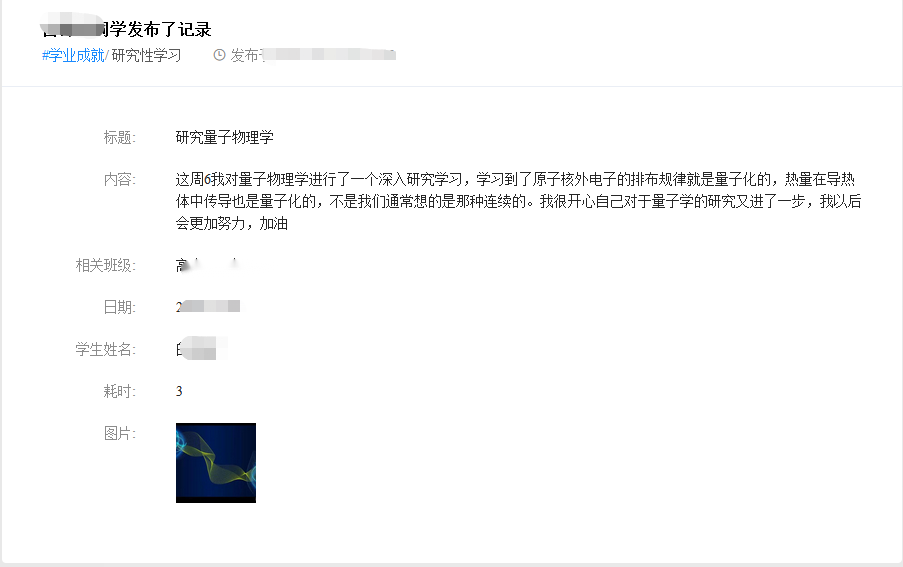 同学发布了记录
#学业成就/ 研究性学习 发布于
标题: 研究量子物理学
内容: 这周6我对量子物理学进行了一个深入研究学习，学习到了原子核外电子的排布规律就是量子化的，热量在导热
体中传导也是量子化的，不是我们通常想的是那种连续的。我很开心自己对于量子学的研究又进了一步，我以后
会更加努力，加油
相关班级: 高
日期: 2
学生姓名:
耗时: 3
图片: